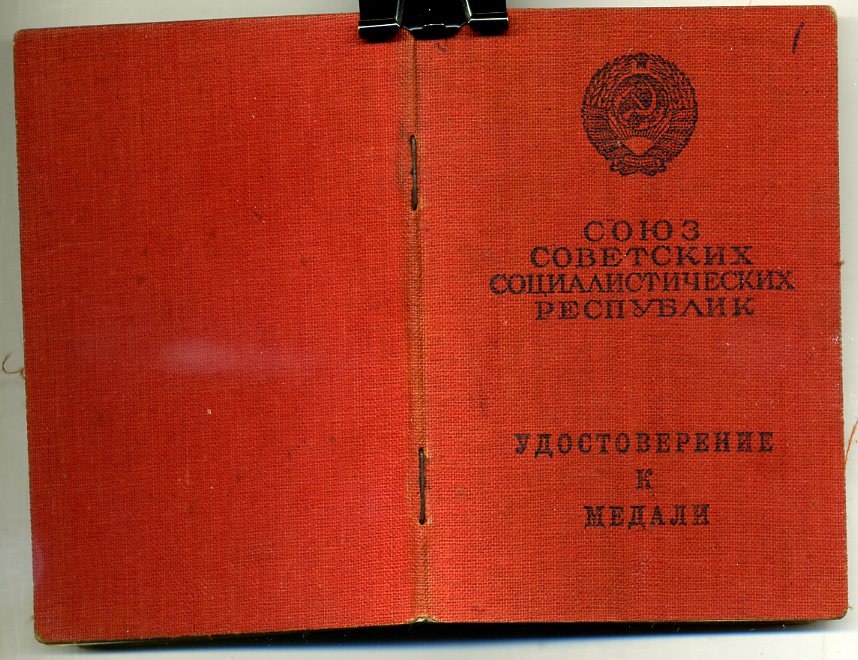 СОЮЗ
СОВЕТСКИХ
СОЦИАЛИСТИЧЕСКИХ
РЕСПУБЛИК
УДОСТОВЕРЕНИЕ
К
МЕДАЛИ